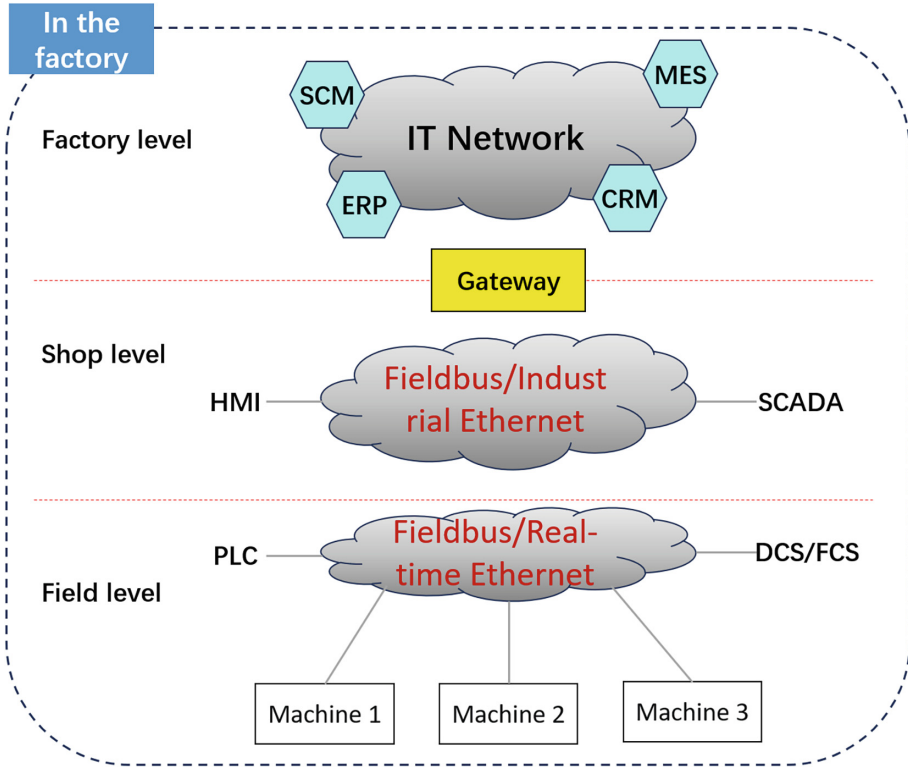 In the
factory
SCM
MES
Factory level
IT Network
ERP
CRM
Gateway
Shop level
Fieldbus/Indust
rial Ethernet
HMI
SCADA
Fieldbus/Real-
time Ethernet
PLC
DCS/FCS
Field level
Machine 1
Machine 2
Machine 3